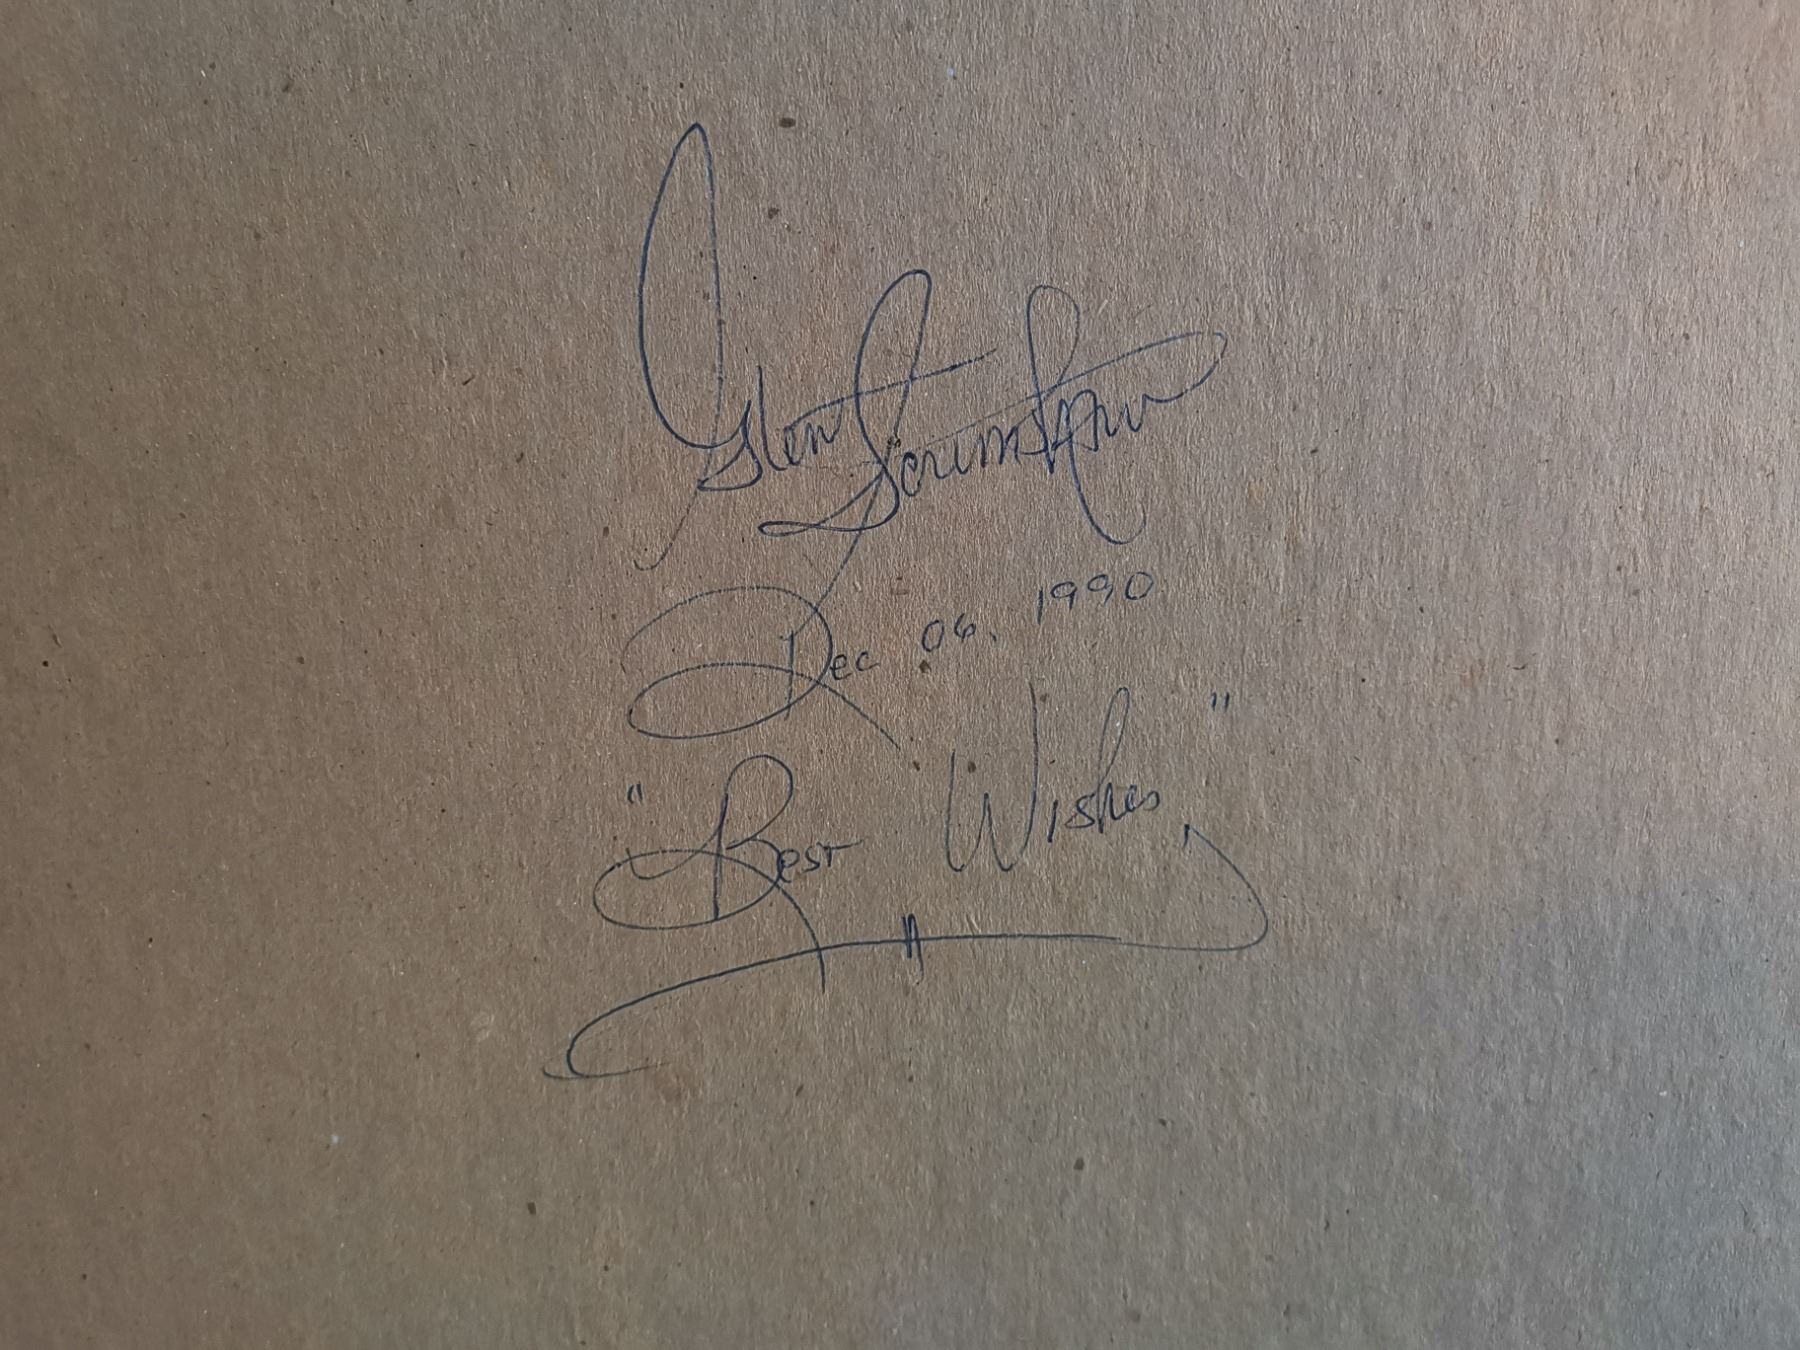 Glen Scrimshaw
Dec 06, 1990
"Best Wishes"